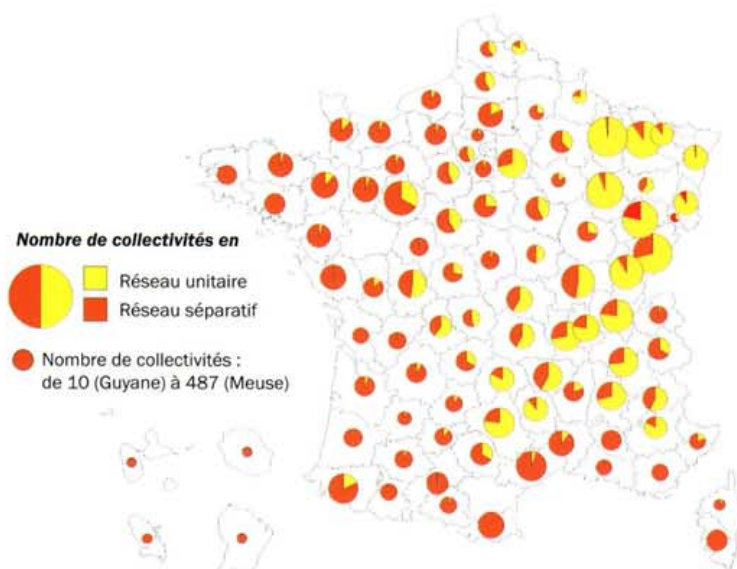 Nombre de collectivités en
Réseau unitaire
Réseau séparatif
Nombre de collectivités :
de 10 (Guyane) à 487 (Meuse)